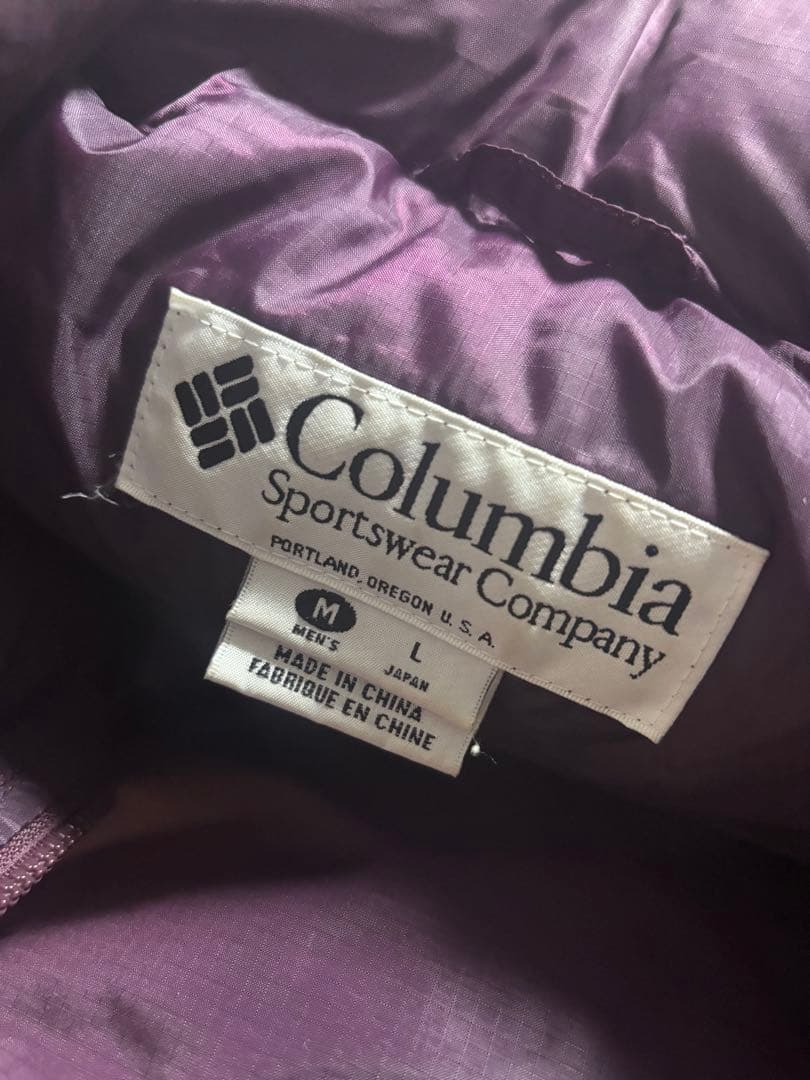 Columbia
Sportswear Company
PORTLAND, OREGON U.S.A.
M L
MEN'S JAPAN
MADE IN CHINA
FABRIQUE EN CHINE